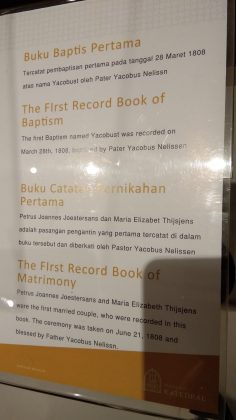 Buku Baptis Pertama
Tercatat pembaptisan pertama pada tanggal 28 Maret 1808
atas nama Yacobust oleh Pater Yacobus Nelissn
The FIrst Record Book of
Baptism
The first Baptism named Yacobust was recorded on
March 28th, 1808, by Pater Yacobus Nelissen
Buku Catatan Pernikahan
Pertama
Petrus Joannes Joestersans dan Maria Elizabet Thijsjens
adalah pasangan pengantin yang pertama tercatat di dalam
buku tersebut dan diberkati oleh Pastor Yacobus Nelissen
The FIrst Record Book of
Matrimony
Petrus Joannes Joestersans and Maria Elizabeth Thijsjens
were the first married couple, who were recorded in this
book. The ceremony was taken on June 21, 1808 and
blessed by Father Yacobus Nelissn.
KATEDRAL